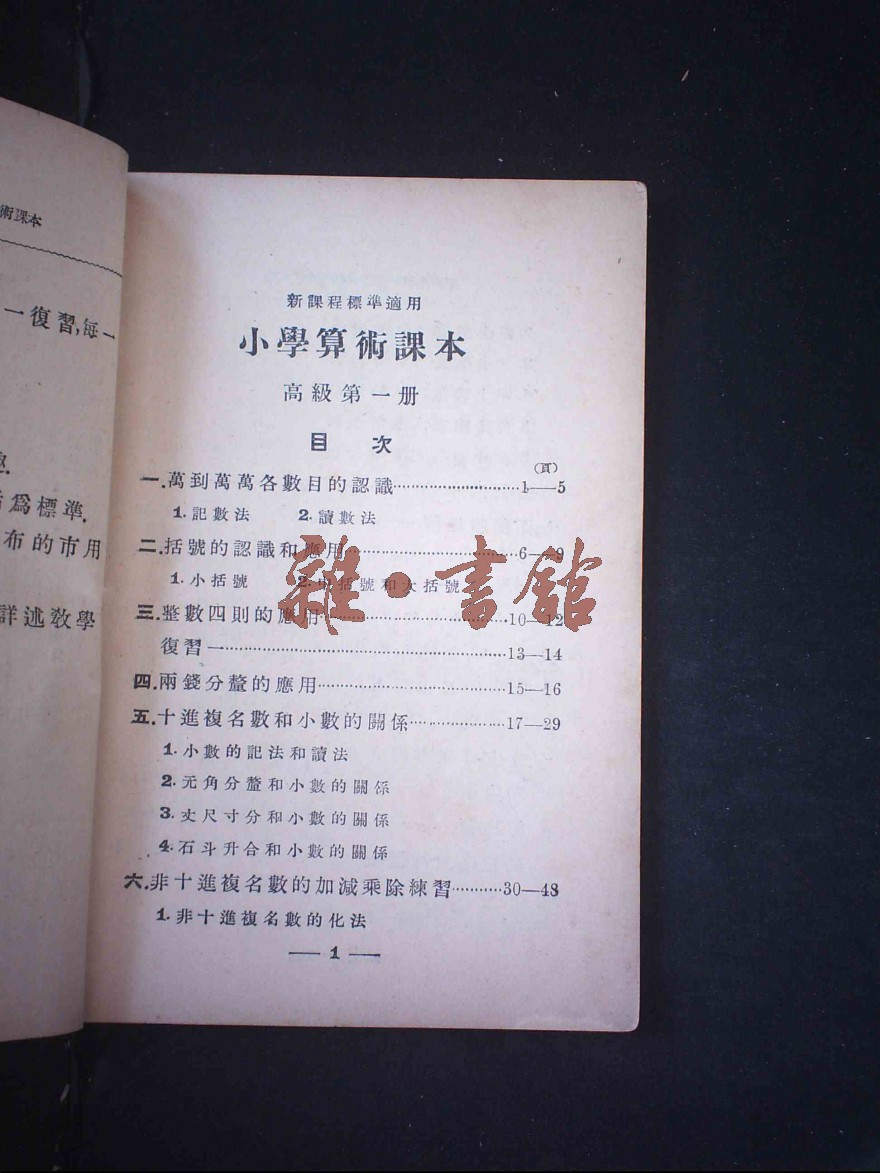 術課本
一復習,每一
為標準.
布的市用
詳述敎學
新課程標準適用
小學算術課本
高級第一册
目 次
(頁)
一.萬到萬萬各數目的認識……1—5
1.記數法 2.讀數法
二.括號的認識和應用……6—9
1.小括號 2.中括號和大括號
三.整數四則的應用……10—12
復習一……13—14
四.兩錢分釐的應用……15—16
五.十進複名數和小數的關係……17—29
1.小數的記法和讀法
2.元角分釐和小數的關係
3.丈尺寸分和小數的關係
4.石斗升合和小數的關係
六.非十進複名數的加減乘除練習……30—48
1.非十進複名數的化法
— 1 —
雜·書館